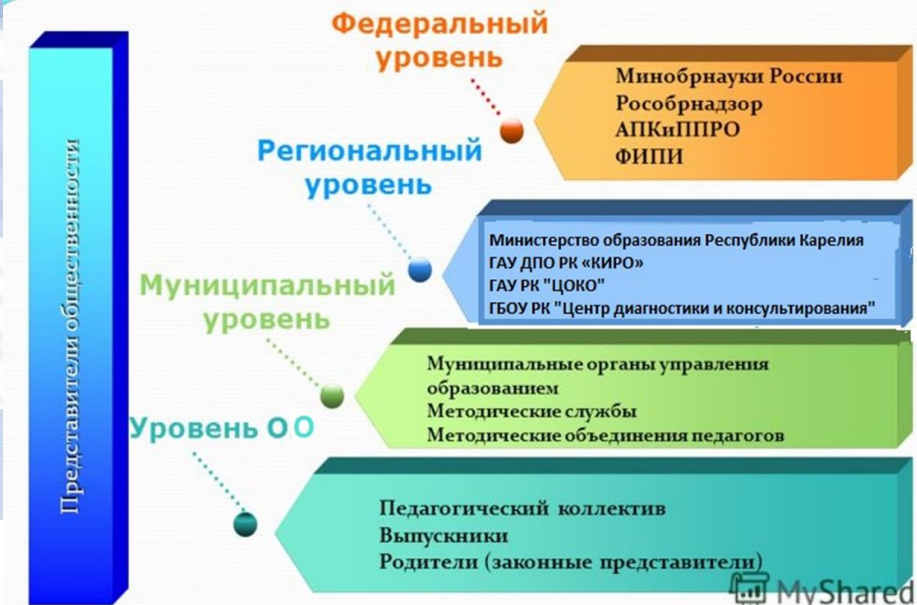 Представители общественности
Федеральный
уровень
Минобрнауки России
Рособрнадзор
АПКиППРО
ФИПИ
Региональный
уровень
Министерство образования Республики Карелия
ГАУ ДПО РК «КИРО»
ГАУ РК "ЦОКО"
ГБОУ РК "Центр диагностики и консультирования"
Муниципальный
уровень
Муниципальные органы управления
образованием
Методические службы
Методические объединения педагогов
Уровень ОО
Педагогический коллектив
Выпускники
Родители (законные представители)
MyShared